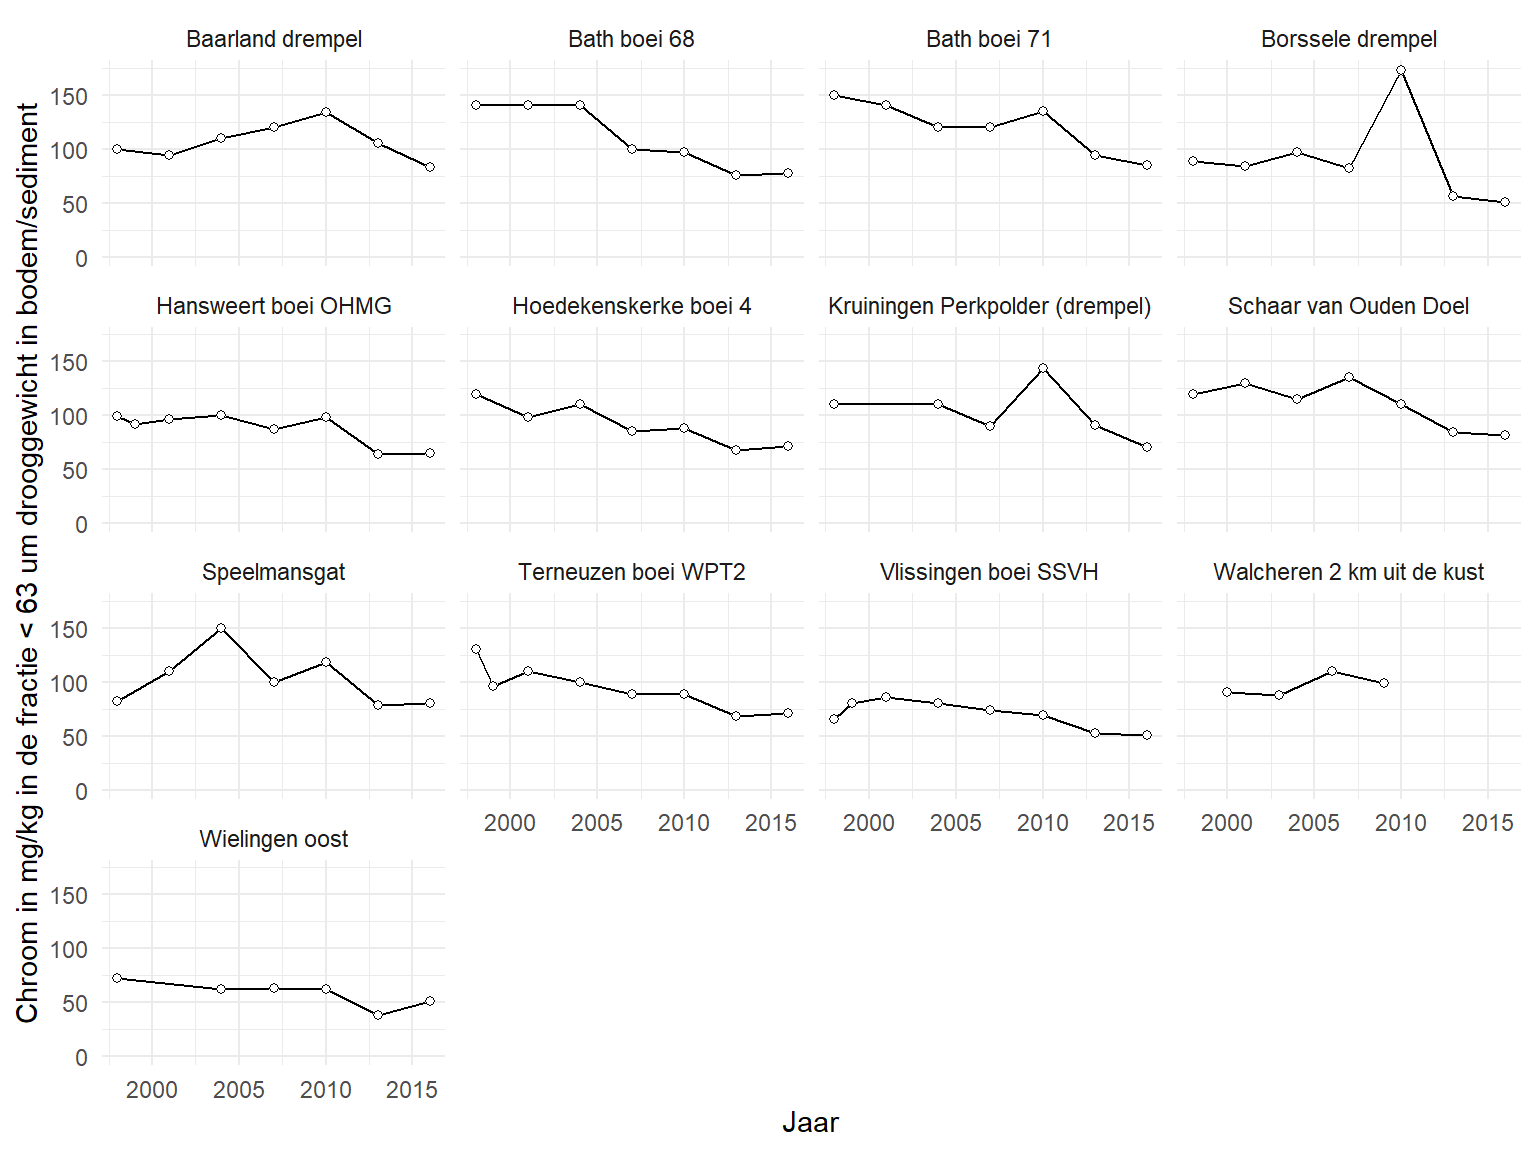 Baarland drempel
Bath boei 68
Bath boei 71
Borssele drempel
150
100
50
0
Hansweert boei OHMG
Hoedekenskerke boei 4
Kruiningen Perkpolder (drempel)
Schaar van Ouden Doel
150
100
50
0
Speelmansgat
Terneuzen boei WPT2
Vlissingen boei SSVH
Walcheren 2 km uit de kust
150
100
50
0
2000 2005 2010 2015
2000 2005 2010 2015
2000 2005 2010 2015
Wielingen oost
150
100
50
0
2000 2005 2010 2015
Jaar
Chroom in mg/kg in de fractie < 63 um drooggewicht in bodem/sediment